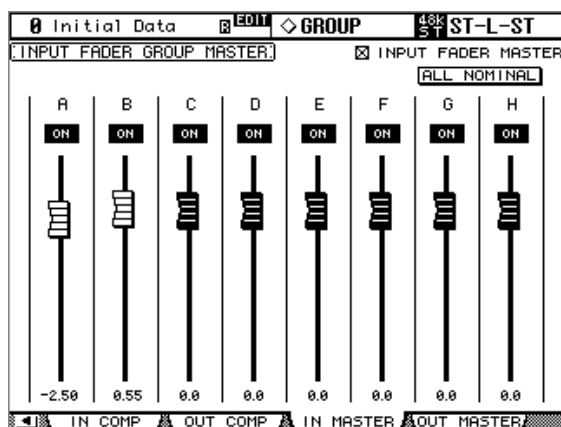 0 Initial Data R EDIT ◇GROUP 48k ST ST-L-ST
INPUT FADER GROUP MASTER ☒ INPUT FADER MASTER
ALL NOMINAL
A B C D E F G H
ON ON ON ON ON ON ON ON
-2.50 0.55 0.0 0.0 0.0 0.0 0.0 0.0
IN COMP OUT COMP IN MASTER OUT MASTER